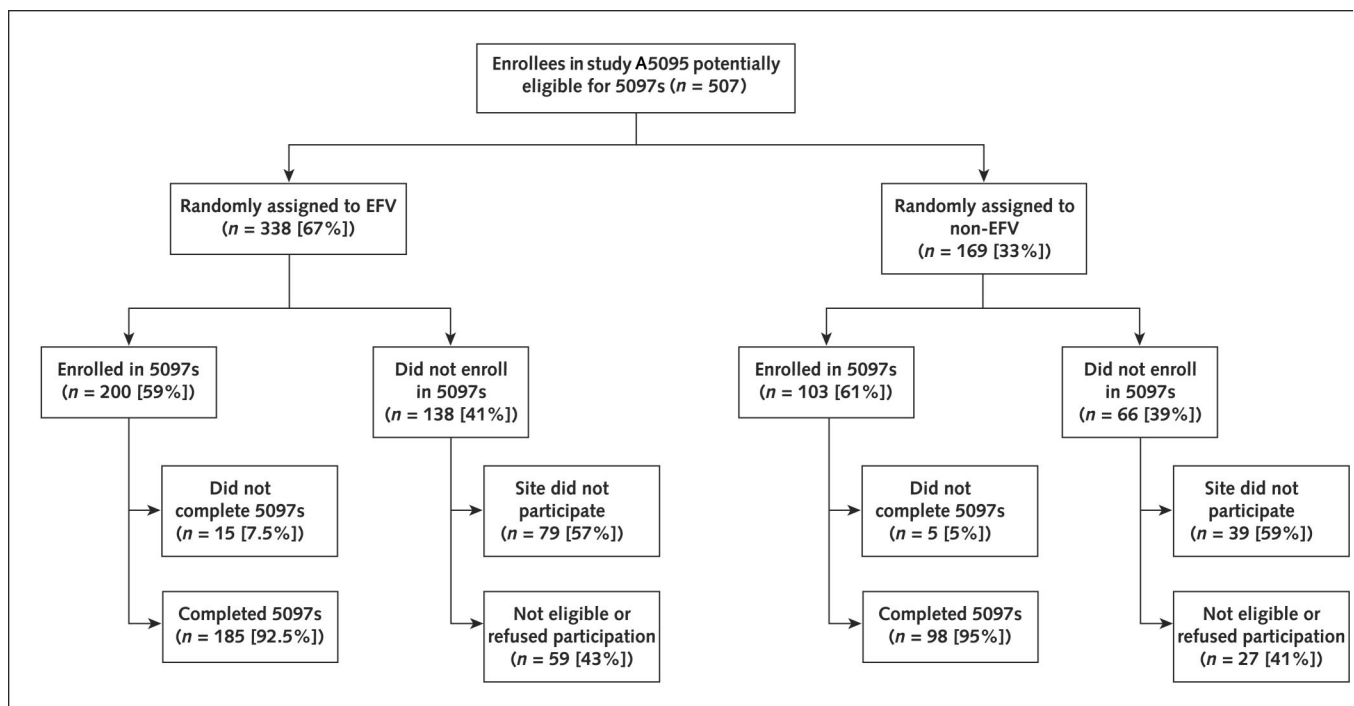 Enrollees in study A5095 potentially
eligible for 5097s (n = 507)
Randomly assigned to EFV
(n = 338 [67%])
Randomly assigned to
non-EFV
(n = 169 [33%])
Enrolled in 5097s
(n = 200 [59%])
Did not enroll
in 5097s
(n = 138 [41%])
Enrolled in 5097s
(n = 103 [61%])
Did not enroll
in 5097s
(n = 66 [39%])
Did not
complete 5097s
(n = 15 [7.5%])
Site did not
participate
(n = 79 [57%])
Did not
complete 5097s
(n = 5 [5%])
Site did not
participate
(n = 39 [59%])
Completed 5097s
(n = 185 [92.5%])
Not eligible or
refused participation
(n = 59 [43%])
Completed 5097s
(n = 98 [95%])
Not eligible or
refused participation
(n = 27 [41%])